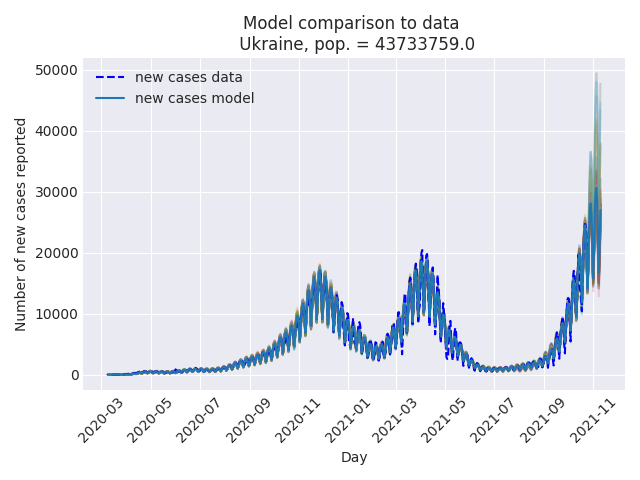 Model comparison to data
Ukraine, pop. = 43733759.0
new cases data
new cases model
Number of new cases reported
50000
40000
30000
20000
10000
0
2020-03
2020-05
2020-07
2020-09
2020-11
2021-01
2021-03
2021-05
2021-07
2021-09
2021-11
Day